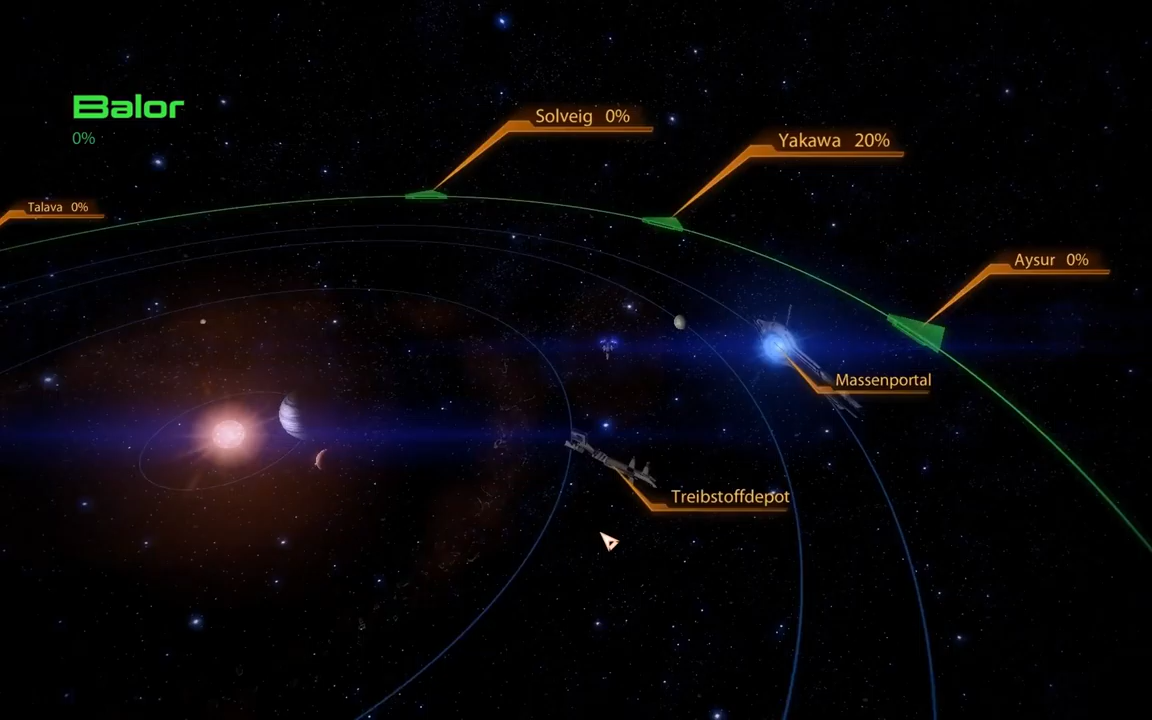 Balor
0%
Solveig 0%
Yakawa 20%
Talava 0%
Aysur 0%
Massenportal
Treibstoffdepot